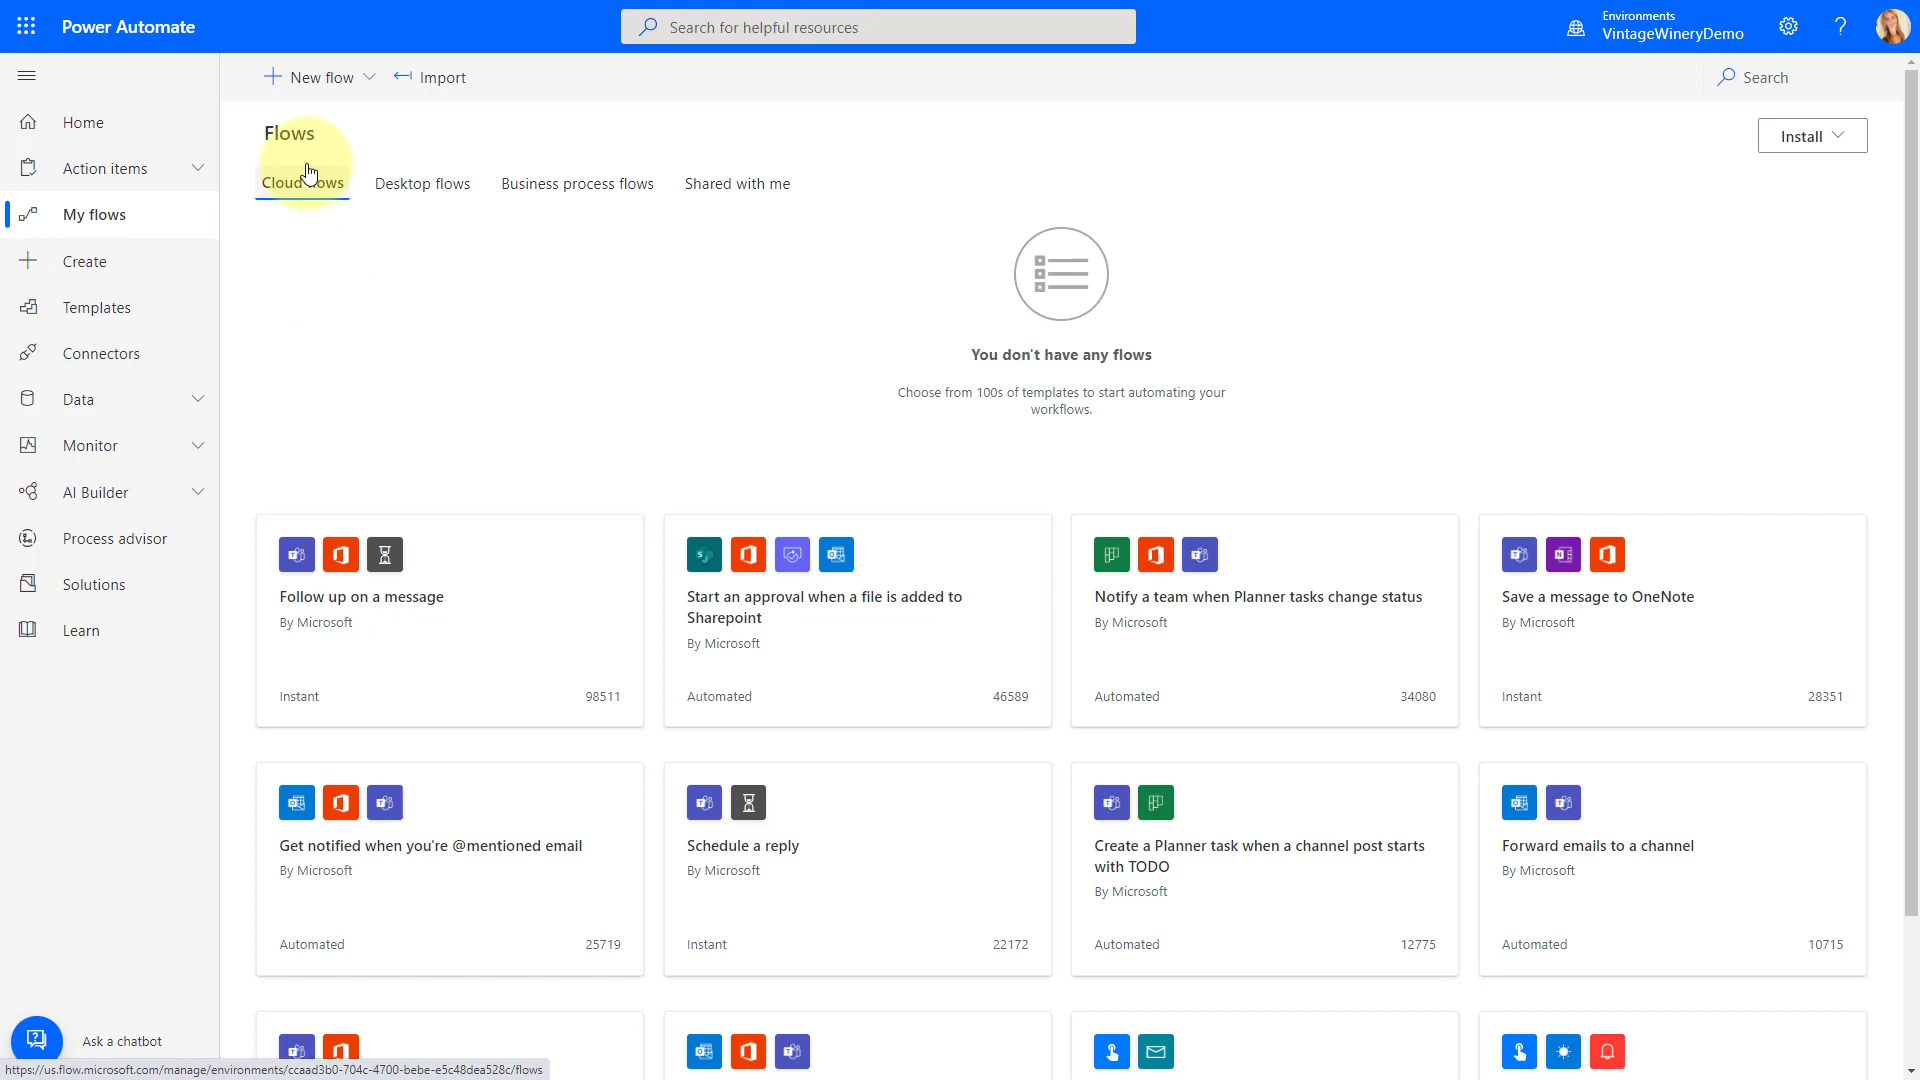 Power Automate
Search for helpful resources
Environments
VintageWineryDemo
?
New flow
Import
Search
Home
Action items
My flows
Create
Templates
Connectors
Data
Monitor
AI Builder
Process advisor
Solutions
Learn
Flows
Install
Cloud flows
Desktop flows
Business process flows
Shared with me
You don't have any flows
Choose from 100s of templates to start automating your
workflows.
Follow up on a message
By Microsoft
Instant
98511
Start an approval when a file is added to
Sharepoint
By Microsoft
Automated
46589
Notify a team when Planner tasks change status
By Microsoft
Automated
34080
Save a message to OneNote
By Microsoft
Instant
28351
Get notified when you're @mentioned email
By Microsoft
Automated
25719
Schedule a reply
By Microsoft
Instant
22172
Create a Planner task when a channel post starts
with TODO
By Microsoft
Automated
12775
Forward emails to a channel
By Microsoft
Automated
10715
Ask a chatbot
https://us.flow.microsoft.com/manage/environments/ccaad3b0-704c-4700-bebe-e5c48dea528c/flows